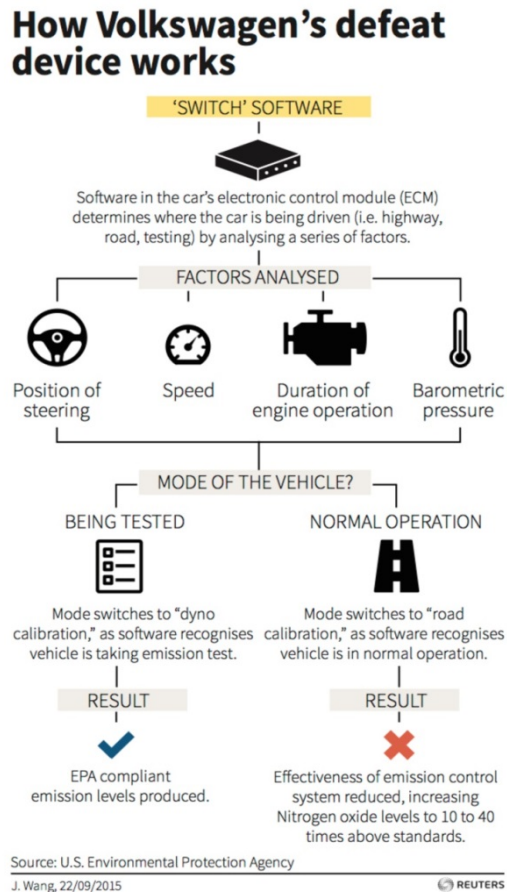 How Volkswagen’s defeat
device works
‘SWITCH’ SOFTWARE
Software in the car’s electronic control module (ECM)
determines where the car is being driven (i.e. highway,
road, testing) by analysing a series of factors.
FACTORS ANALYSED
Position of
steering
Speed
Duration of
engine operation
Barometric
pressure
MODE OF THE VEHICLE?
BEING TESTED
Mode switches to “dyno
calibration,” as software recognises
vehicle is taking emission test.
RESULT
EPA compliant
emission levels produced.
NORMAL OPERATION
Mode switches to “road
calibration,” as software recognises
vehicle is in normal operation.
RESULT
Effectiveness of emission control
system reduced, increasing
Nitrogen oxide levels to 10 to 40
times above standards.
Source: U.S. Environmental Protection Agency
J. Wang, 22/09/2015
REUTERS